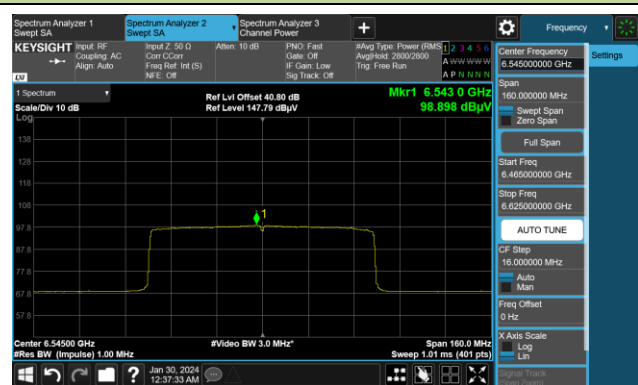 Spectrum Analyzer 1
Swept SA
Spectrum Analyzer 2
Swept SA
Spectrum Analyzer 3
Channel Power
Frequency
KEYSIGHT
LXI
Input: RF
Coupling: AC
Align: Auto
Input Z: 50 Ω
Corr CCorr
Freq Ref: Int (S)
NFE: Off
Atten: 10 dB
PNO: Fast
Gate: Off
IF Gain: Low
Sig Track: Off
#Avg Type: Power (RMS
Avg|Hold: 2800/2800
Trig: Free Run
1 2 3 4 5 6
A W W W W W
A P N N N N
1 Spectrum
Scale/Div 10 dB
Log
Ref Lvl Offset 40.80 dB
Ref Level 147.79 dBµV
Mkr1 6.543 0 GHz
98.898 dBµV
138
128
118
108
97.8
87.8
77.8
67.8
57.8
1
Center 6.54500 GHz
#Res BW (Impulse) 1.00 MHz
#Video BW 3.0 MHz*
Span 160.0 MHz
Sweep 1.01 ms (401 pts)
Center Frequency
6.545000000 GHz
Span
160.000000 MHz
Swept Span
Zero Span
Full Span
Start Freq
6.465000000 GHz
Stop Freq
6.625000000 GHz
AUTO TUNE
CF Step
16.000000 MHz
Auto
Man
Freq Offset
0 Hz
X Axis Scale
Log
Lin
Signal Track
(Span Zoom)
Settings
?
Jan 30, 2024
12:37:33 AM